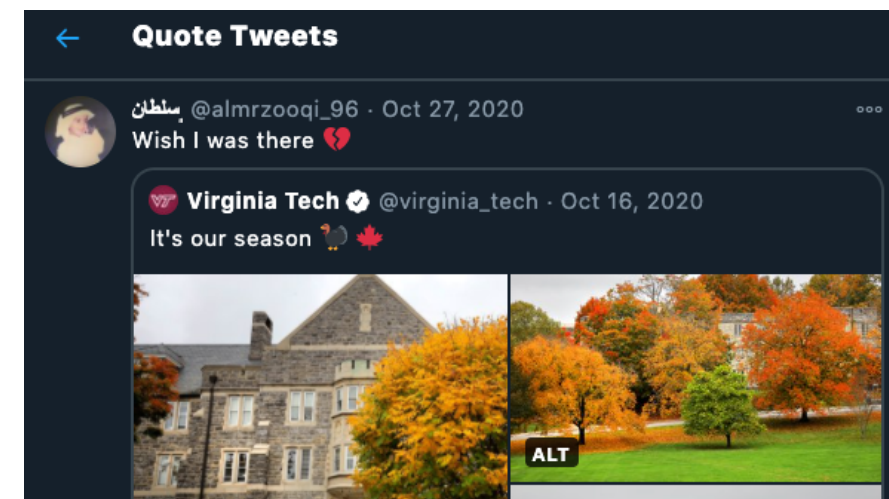 ← Quote Tweets
سلطان @almrzooqi_96 · Oct 27, 2020
Wish I was there 💔
VT Virginia Tech @virginia_tech · Oct 16, 2020
It's our season 🦃 🍁
ALT